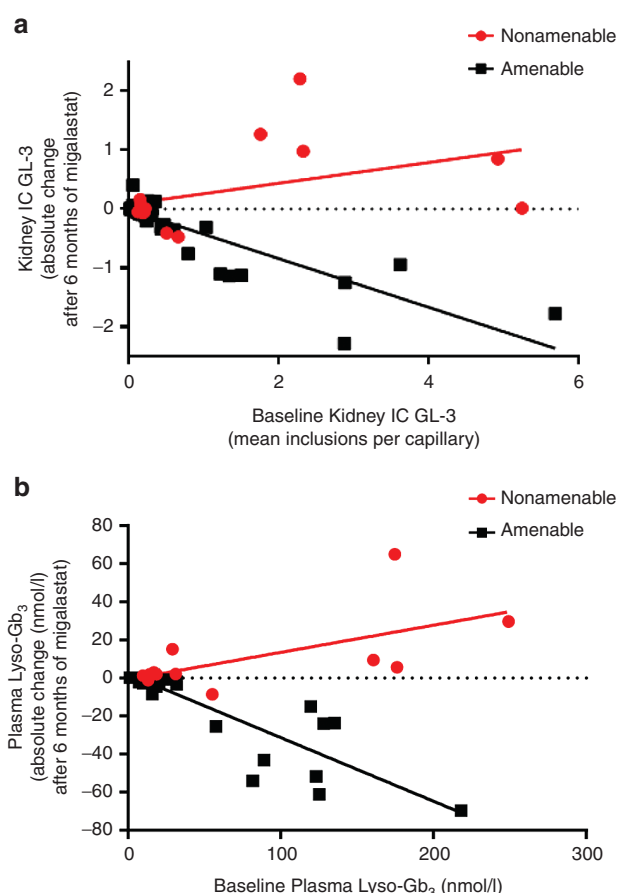 a
Nonamenable
Amenable
2
1
0
−1
−2
0
2
4
6
Kidney IC GL-3
(absolute change
after 6 months of migalastat)
Baseline Kidney IC GL-3
(mean inclusions per capillary)
b
Nonamenable
Amenable
80
60
40
20
0
−20
−40
−60
−80
0
100
200
300
Plasma Lyso-Gb₃
(absolute change (nmol/l)
after 6 months of migalastat)
Baseline Plasma Lyso-Gb₃ (nmol/l)